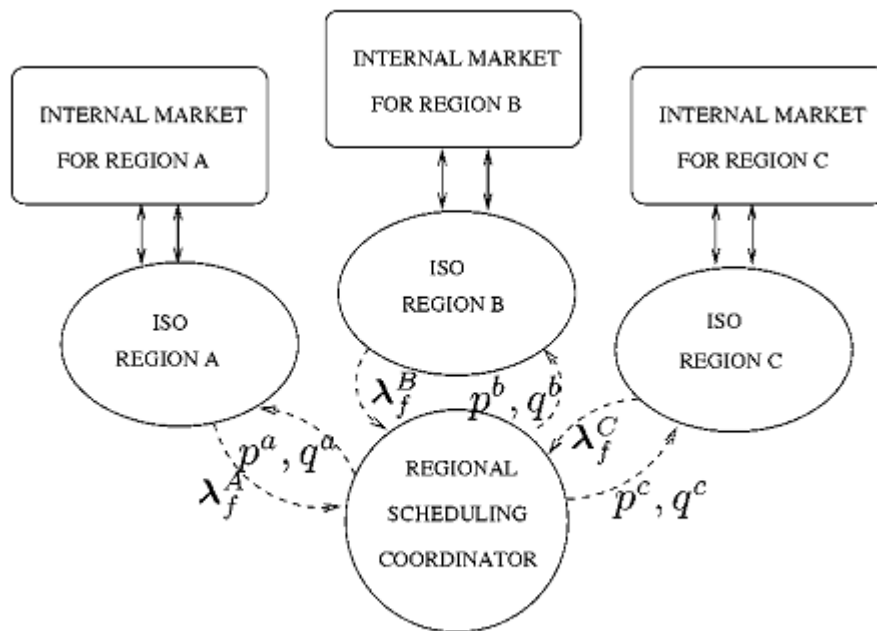 INTERNAL MARKET
FOR REGION A
INTERNAL MARKET
FOR REGION B
INTERNAL MARKET
FOR REGION C
ISO
REGION A
ISO
REGION B
ISO
REGION C
λ_f^B
p^b, q^b
λ_f^C
p^a, q^a
λ_f^A
p^c, q^c
REGIONAL
SCHEDULING
COORDINATOR